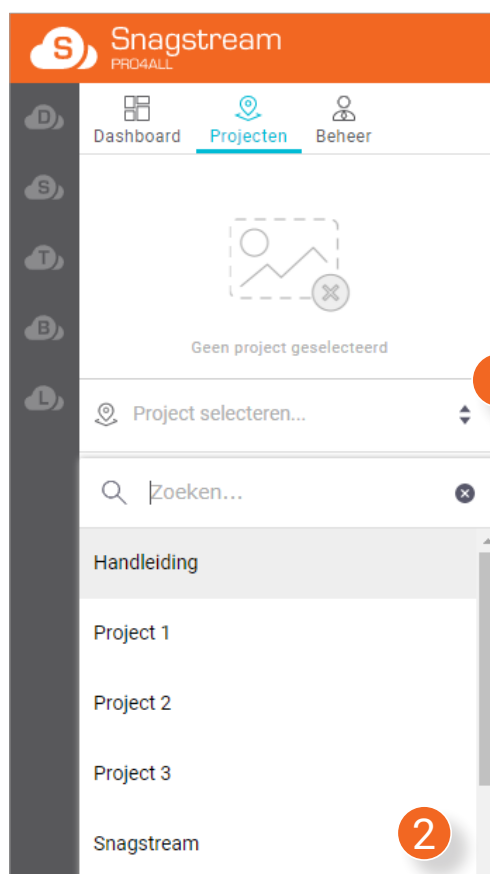 S Snagstream
PRO4ALL
D
S
T
B
L
Dashboard Projecten Beheer
Geen project geselecteerd
Project selecteren...
Zoeken...
Handleiding
Project 1
Project 2
Project 3
Snagstream
2